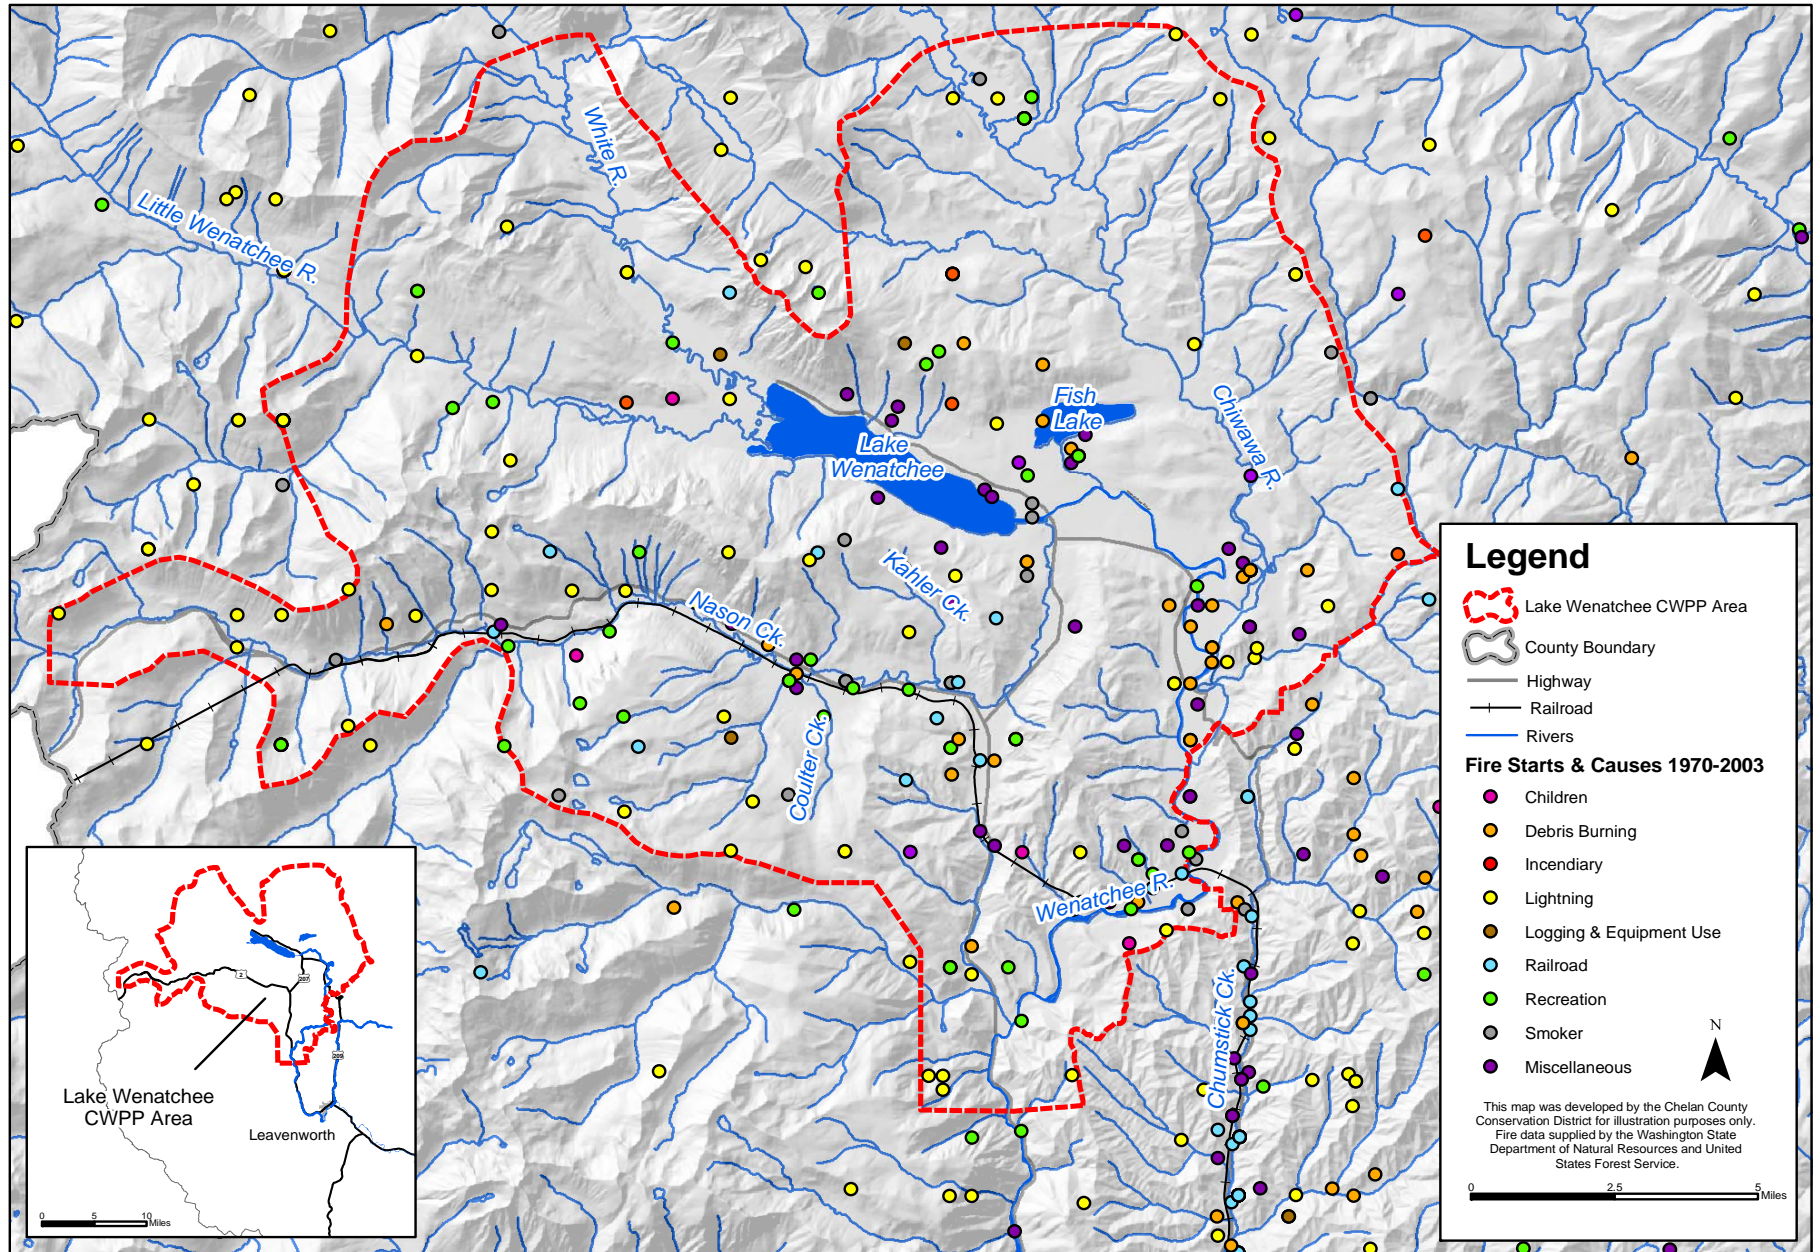 White R.
Little Wenatchee R.
Fish
Lake
Chiwawa R.
Lake
Wenatchee
Kahler Ck.
Nason Ck.
Coulter Ck.
Wenatchee R.
Chumstick Ck.
Legend
Lake Wenatchee CWPP Area
County Boundary
Highway
Railroad
Rivers
Fire Starts & Causes 1970-2003
Children
Debris Burning
Incendiary
Lightning
Logging & Equipment Use
Railroad
Recreation
Smoker
Miscellaneous
N
This map was developed by the Chelan County
Conservation District for illustration purposes only.
Fire data supplied by the Washington State
Department of Natural Resources and United
States Forest Service.
0 2.5 5
Miles
2
207
209
Lake Wenatchee
CWPP Area
Leavenworth
0 5 10
Miles